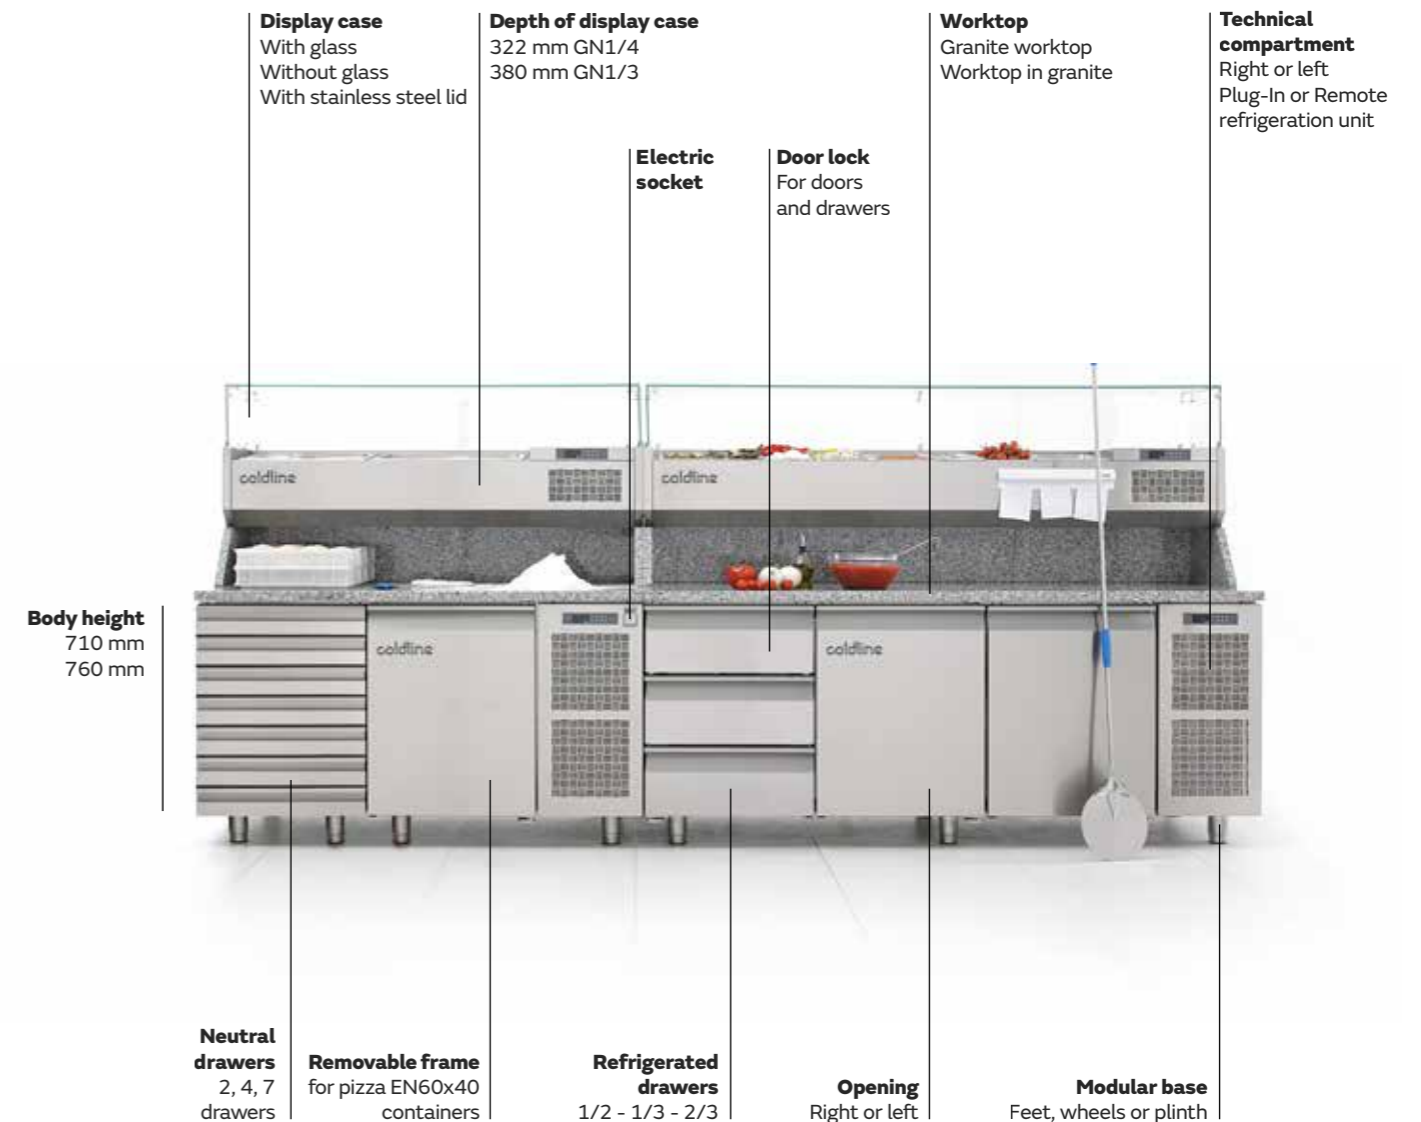 Display case
With glass
Without glass
With stainless steel lid
Depth of display case
322 mm GN1/4
380 mm GN1/3
Worktop
Granite worktop
Worktop in granite
Technical
compartment
Right or left
Plug-In or Remote
refrigeration unit
Electric
socket
Door lock
For doors
and drawers
coldline
coldline
Body height
710 mm
760 mm
coldline
coldline
Neutral
drawers
2, 4, 7
drawers
Removable frame
for pizza EN60x40
containers
Refrigerated
drawers
1/2 - 1/3 - 2/3
Opening
Right or left
Modular base
Feet, wheels or plinth